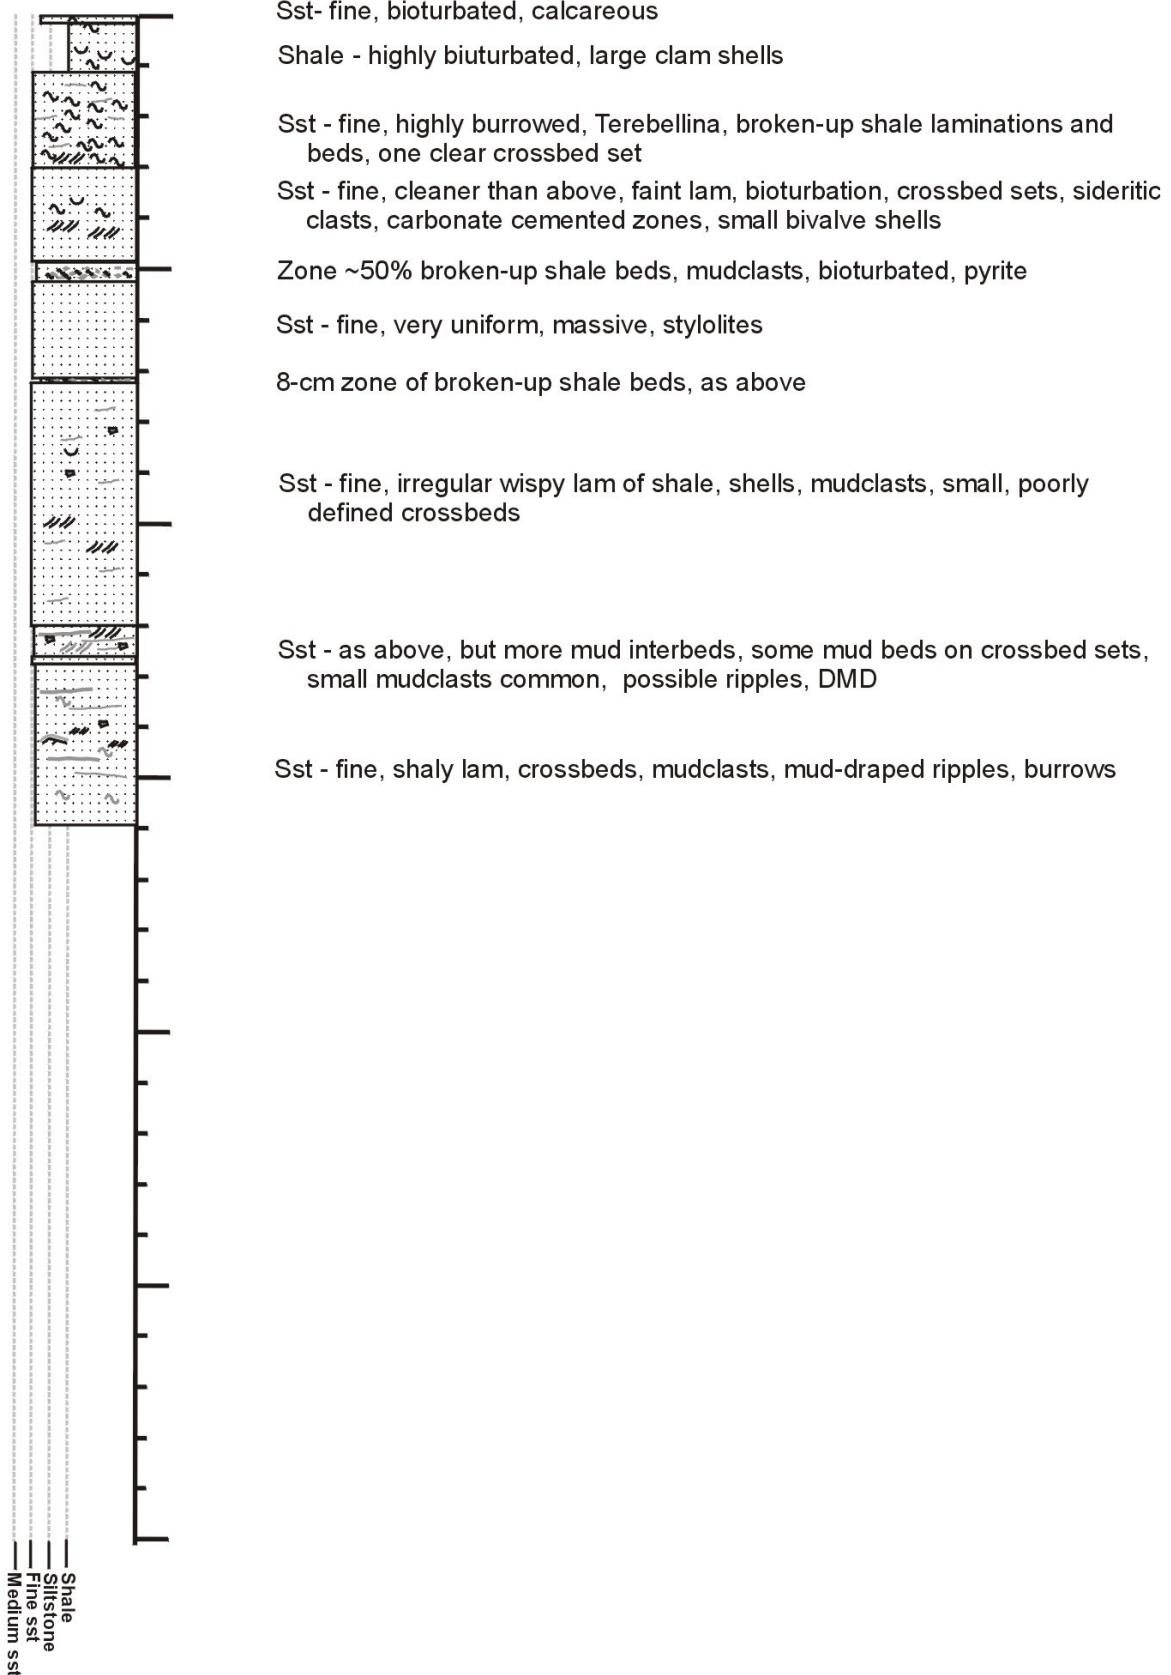 Sst- fine, bioturbated, calcareous
Shale - highly biuturbated, large clam shells
Sst - fine, highly burrowed, Terebellina, broken-up shale laminations and
beds, one clear crossbed set
Sst - fine, cleaner than above, faint lam, bioturbation, crossbed sets, sideritic
clasts, carbonate cemented zones, small bivalve shells
Zone ~50% broken-up shale beds, mudclasts, bioturbated, pyrite
Sst - fine, very uniform, massive, stylolites
8-cm zone of broken-up shale beds, as above
Sst - fine, irregular wispy lam of shale, shells, mudclasts, small, poorly
defined crossbeds
Sst - as above, but more mud interbeds, some mud beds on crossbed sets,
small mudclasts common, possible ripples, DMD
Sst - fine, shaly lam, crossbeds, mudclasts, mud-draped ripples, burrows
Shale
Siltstone
Fine sst
Medium sst